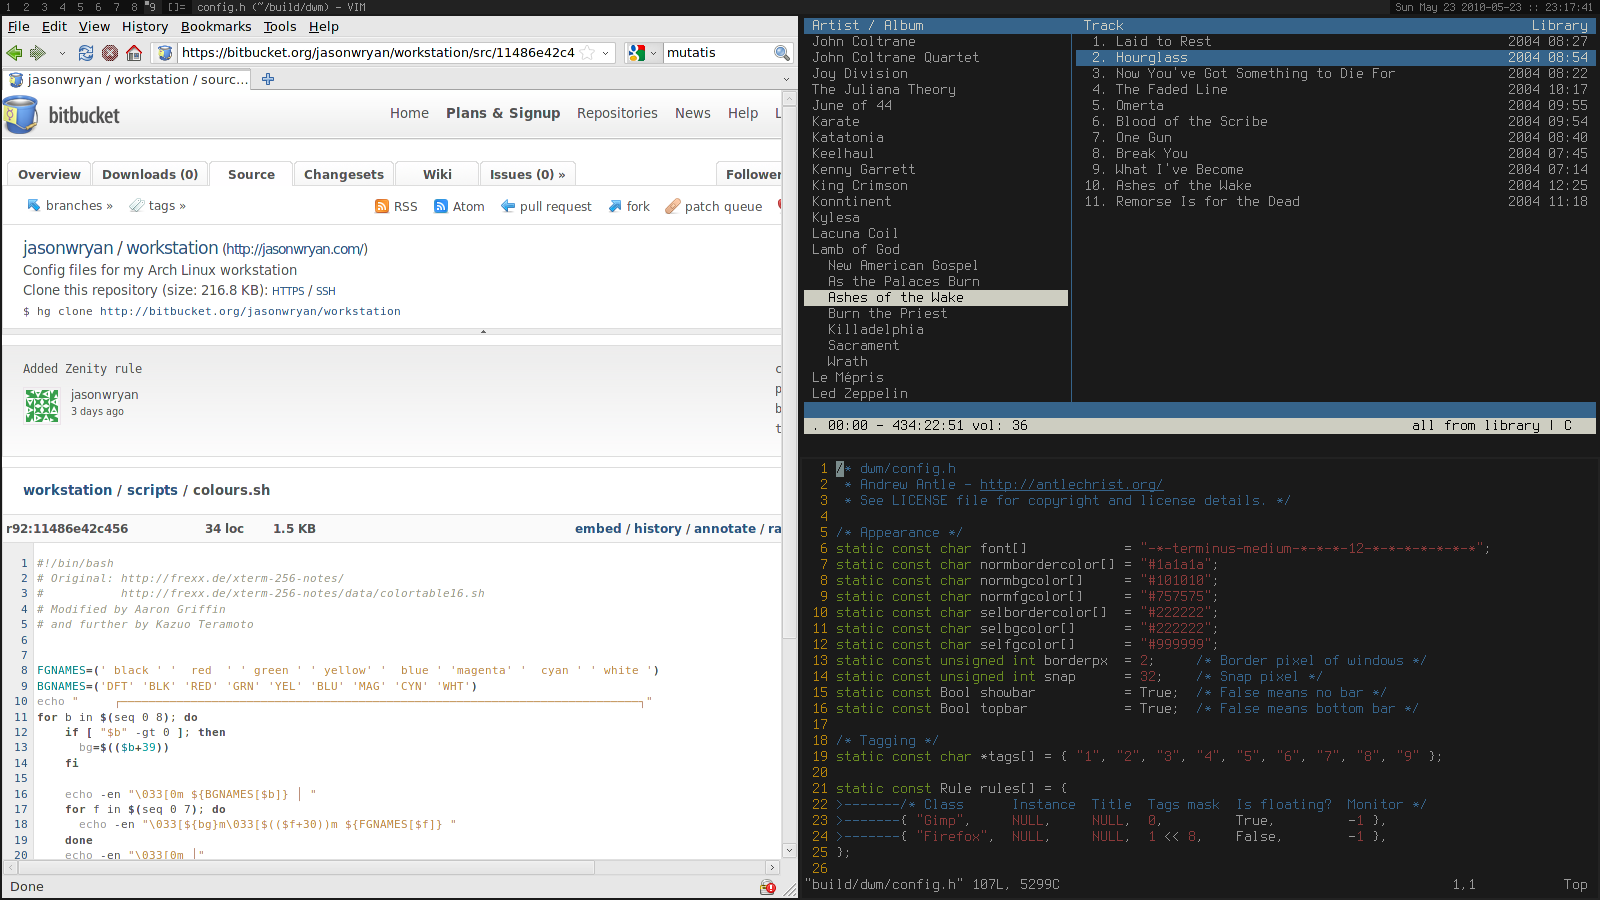 1 2 3 4 5 6 7 8 9 []= config.h (~/build/dwm) - VIM
Sun May 23 2010-05-23 :: 23:17:41
File Edit View History Bookmarks Tools Help
https://bitbucket.org/jasonwryan/workstation/src/11486e42c4
mutatis
jasonwryan / workstation / sourc...
bitbucket
Home Plans & Signup Repositories News Help L
Overview Downloads (0) Source Changesets Wiki Issues (0) » Follower
branches » tags » RSS Atom pull request fork patch queue
jasonwryan / workstation (http://jasonwryan.com/)
Config files for my Arch Linux workstation
Clone this repository (size: 216.8 KB): HTTPS / SSH
$ hg clone http://bitbucket.org/jasonwryan/workstation
Added Zenity rule
jasonwryan
3 days ago
c
p
b
t
workstation / scripts / colours.sh
r92:11486e42c456 34 loc 1.5 KB embed / history / annotate / ra
1 #!/bin/bash
2 # Original: http://frexx.de/xterm-256-notes/
3 #           http://frexx.de/xterm-256-notes/data/colortable16.sh
4 # Modified by Aaron Griffin
5 # and further by Kazuo Teramoto
6
7
8 FGNAMES=(' black ' '  red  ' ' green ' ' yellow' '  blue ' 'magenta' '  cyan ' ' white ')
9 BGNAMES=('DFT' 'BLK' 'RED' 'GRN' 'YEL' 'BLU' 'MAG' 'CYN' 'WHT')
10 echo "     ┌──────────────────────────────────────────────────────────────────────────┐"
11 for b in $(seq 0 8); do
12     if [ "$b" -gt 0 ]; then
13       bg=$(($b+39))
14     fi
15
16     echo -en "\033[0m ${BGNAMES[$b]} │ "
17     for f in $(seq 0 7); do
18       echo -en "\033[${bg}m\033[$(($f+30))m ${FGNAMES[$f]} "
19     done
20     echo -en "\033[0m │"
Done
Artist / Album
John Coltrane
John Coltrane Quartet
Joy Division
The Juliana Theory
June of 44
Karate
Katatonia
Keelhaul
Kenny Garrett
King Crimson
Konntinent
Kylesa
Lacuna Coil
Lamb of God
New American Gospel
As the Palaces Burn
Ashes of the Wake
Burn the Priest
Killadelphia
Sacrament
Wrath
Le Mépris
Led Zeppelin
Track Library
1. Laid to Rest 2004 08:27
2. Hourglass 2004 08:54
3. Now You've Got Something to Die For 2004 08:22
4. The Faded Line 2004 10:17
5. Omerta 2004 09:55
6. Blood of the Scribe 2004 09:54
7. One Gun 2004 08:40
8. Break You 2004 07:45
9. What I've Become 2004 07:14
10. Ashes of the Wake 2004 12:25
11. Remorse Is for the Dead 2004 11:18
. 00:00 - 434:22:51 vol: 36 all from library | C
1 /* dwm/config.h
2  * Andrew Antle - http://antlechrist.org/
3  * See LICENSE file for copyright and license details. */
4
5 /* Appearance */
6 static const char font[]            = "-*-terminus-medium-*-*-*-12-*-*-*-*-*-*-*";
7 static const char normbordercolor[] = "#1a1a1a";
8 static const char normbgcolor[]     = "#101010";
9 static const char normfgcolor[]     = "#757575";
10 static const char selbordercolor[]  = "#222222";
11 static const char selbgcolor[]      = "#222222";
12 static const char selfgcolor[]      = "#999999";
13 static const unsigned int borderpx  = 2;     /* Border pixel of windows */
14 static const unsigned int snap      = 32;    /* Snap pixel */
15 static const Bool showbar           = True;  /* False means no bar */
16 static const Bool topbar            = True;  /* False means bottom bar */
17
18 /* Tagging */
19 static const char *tags[] = { "1", "2", "3", "4", "5", "6", "7", "8", "9" };
20
21 static const Rule rules[] = {
22 >-------/* Class      Instance  Title  Tags mask  Is floating?  Monitor */
23 >-------{ "Gimp",     NULL,     NULL,  0,         True,         -1 },
24 >-------{ "Firefox",  NULL,     NULL,  1 << 8,    False,        -1 },
25 };
26
"build/dwm/config.h" 107L, 5299C 1,1 Top